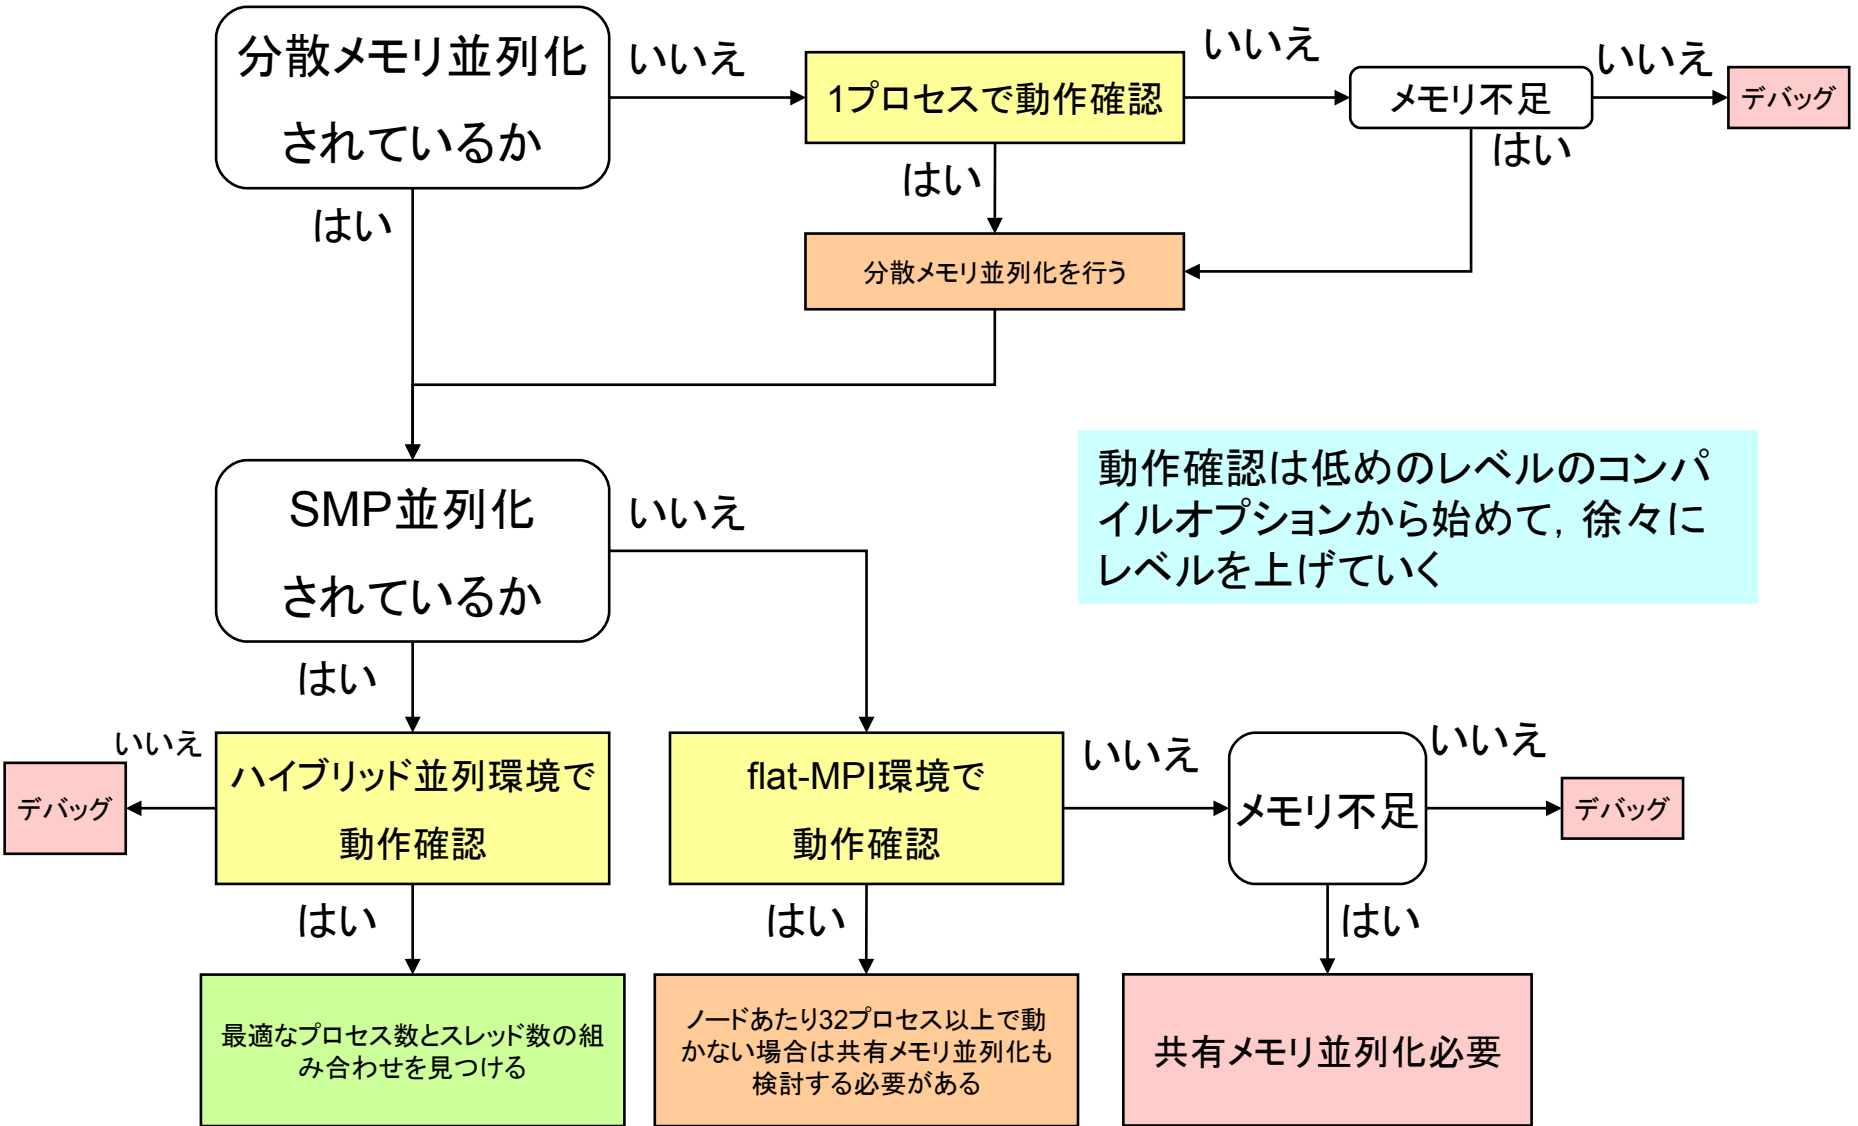 分散メモリ並列化
されているか
いいえ
1プロセスで動作確認
いいえ
メモリ不足
いいえ
デバッグ
はい
はい
はい
分散メモリ並列化を行う
SMP並列化
されているか
いいえ
動作確認は低めのレベルのコンパ
イルオプションから始めて，徐々に
レベルを上げていく
はい
いいえ
デバッグ
ハイブリッド並列環境で
動作確認
flat-MPI環境で
動作確認
いいえ
メモリ不足
いいえ
デバッグ
はい
はい
はい
最適なプロセス数とスレッド数の組
み合わせを見つける
ノードあたり32プロセス以上で動
かない場合は共有メモリ並列化も
検討する必要がある
共有メモリ並列化必要